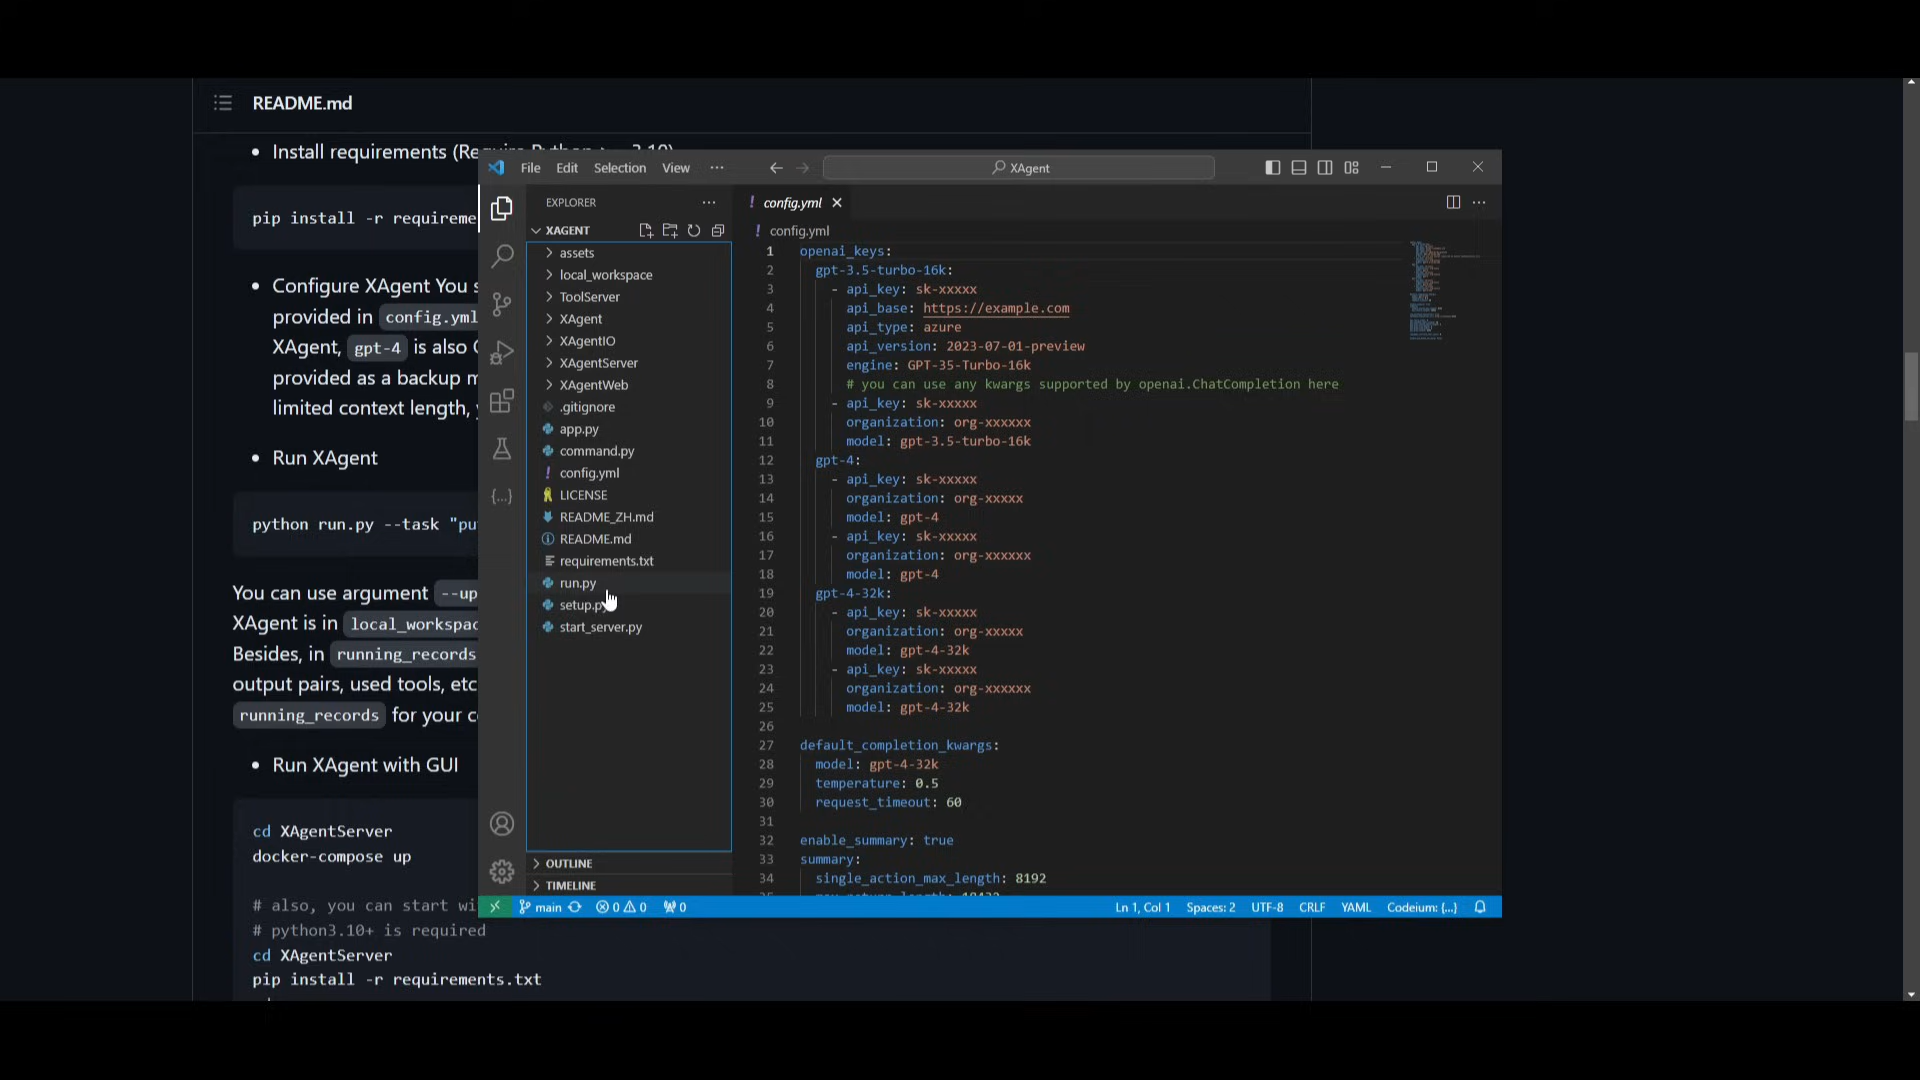 README.md
Install requirements (Require Python >= 3.10)
pip install -r requireme
Configure XAgent You s
provided in config.yml
XAgent, gpt-4 is also
provided as a backup m
limited context length, y
Run XAgent
python run.py --task "pu
You can use argument --up
XAgent is in local_workspac
Besides, in running_records
output pairs, used tools, etc
running_records for your c
Run XAgent with GUI
cd XAgentServer
docker-compose up
# also, you can start wi
# python3.10+ is required
cd XAgentServer
pip install -r requirements.txt
File Edit Selection View ··· XAgent
EXPLORER ···
XAGENT
assets
local_workspace
ToolServer
XAgent
XAgentIO
XAgentServer
XAgentWeb
.gitignore
app.py
command.py
! config.yml
LICENSE
README_ZH.md
README.md
requirements.txt
run.py
setup.py
start_server.py
OUTLINE
TIMELINE
! config.yml
! config.yml
1 openai_keys:
2 gpt-3.5-turbo-16k:
3 - api_key: sk-xxxxx
4 api_base: https://example.com
5 api_type: azure
6 api_version: 2023-07-01-preview
7 engine: GPT-35-Turbo-16k
8 # you can use any kwargs supported by openai.ChatCompletion here
9 - api_key: sk-xxxxx
10 organization: org-xxxxxx
11 model: gpt-3.5-turbo-16k
12 gpt-4:
13 - api_key: sk-xxxxx
14 organization: org-xxxxx
15 model: gpt-4
16 - api_key: sk-xxxxx
17 organization: org-xxxxxx
18 model: gpt-4
19 gpt-4-32k:
20 - api_key: sk-xxxxx
21 organization: org-xxxxx
22 model: gpt-4-32k
23 - api_key: sk-xxxxx
24 organization: org-xxxxxx
25 model: gpt-4-32k
26
27 default_completion_kwargs:
28 model: gpt-4-32k
29 temperature: 0.5
30 request_timeout: 60
31
32 enable_summary: true
33 summary:
34 single_action_max_length: 8192
main 0 0 0 Ln 1, Col 1 Spaces: 2 UTF-8 CRLF YAML Codeium: {...}